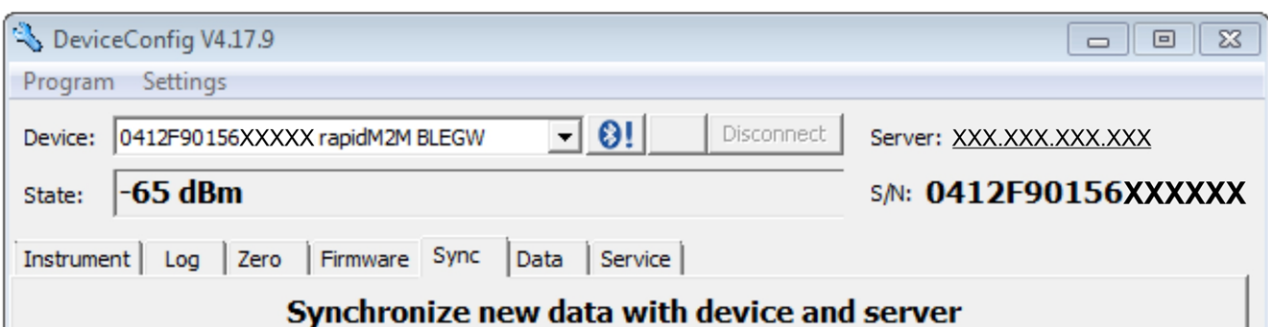 DeviceConfig V4.17.9
Program Settings
Device: 0412F90156XXXXX rapidM2M BLEGW ! Disconnect Server: XXX.XXX.XXX.XXX
State: -65 dBm S/N: 0412F90156XXXXXX
Instrument Log Zero Firmware Sync Data Service
Synchronize new data with device and server